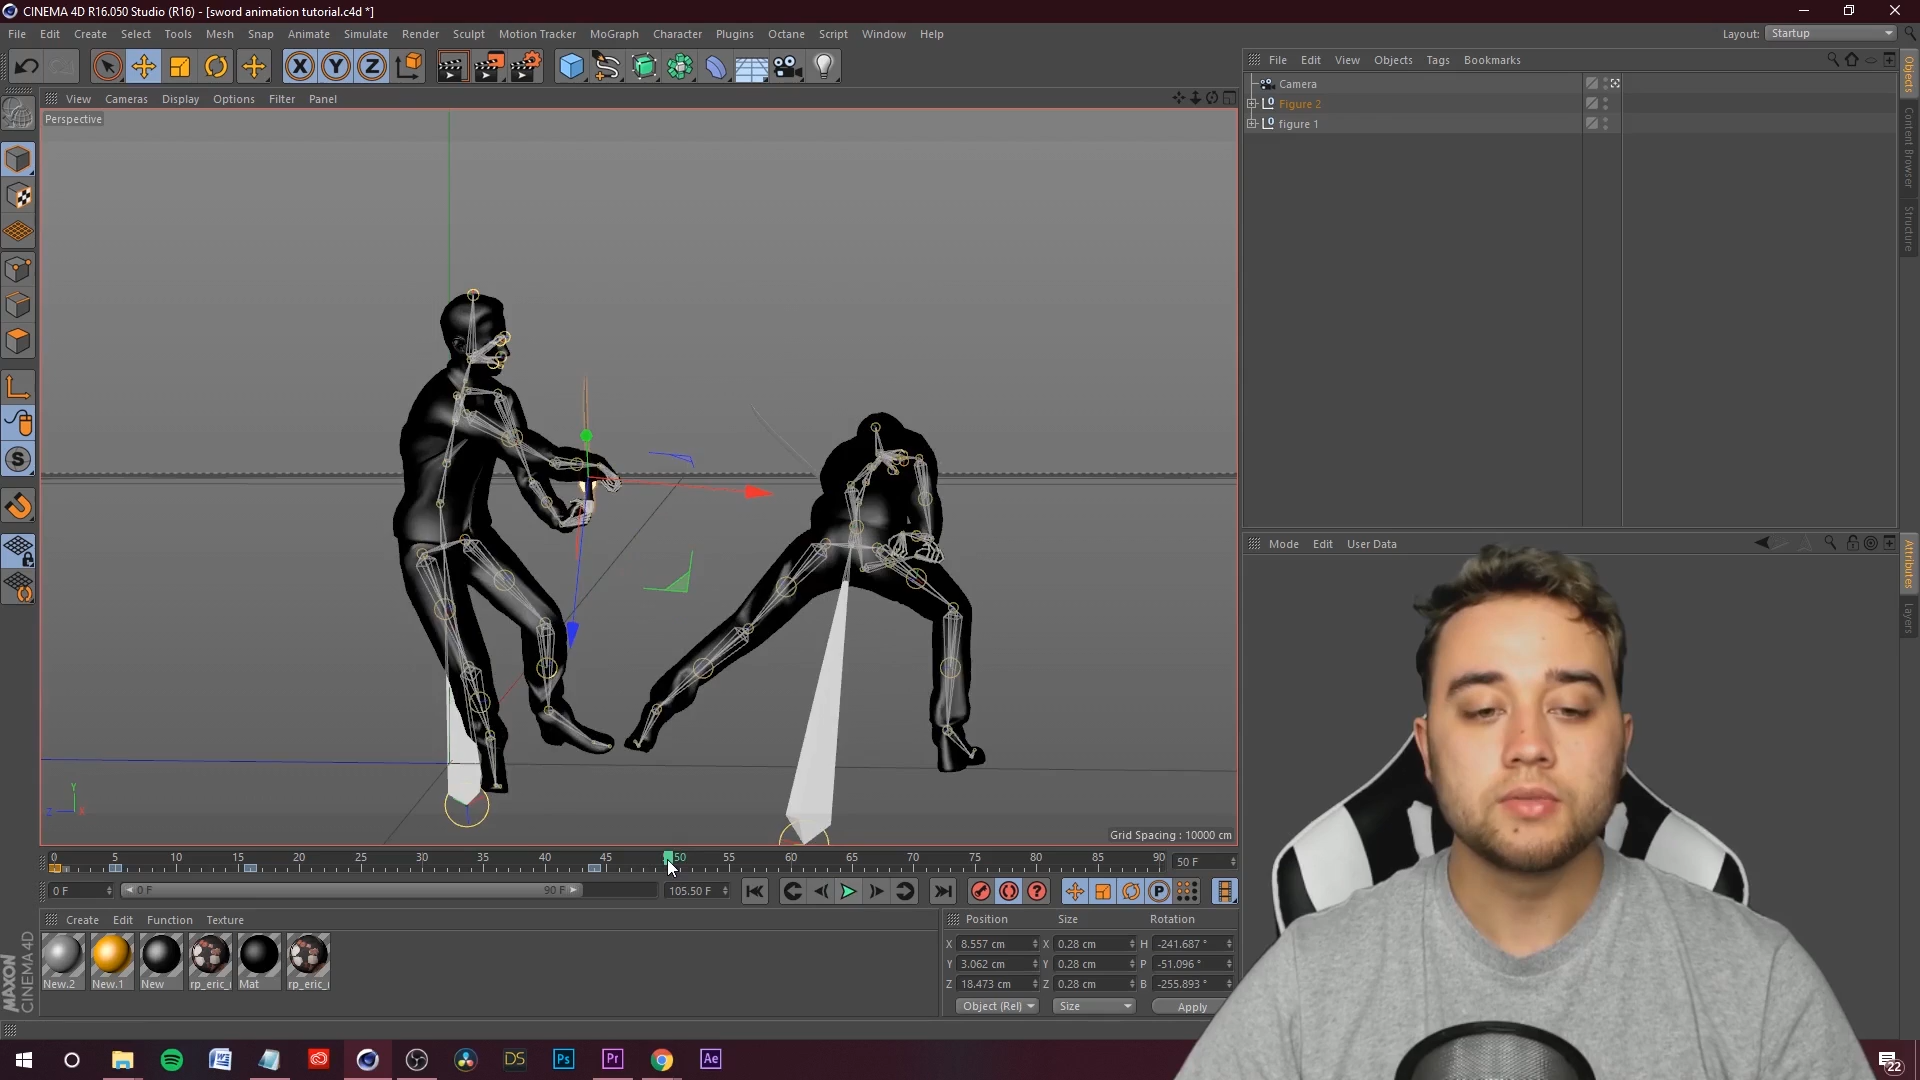 CINEMA 4D R16.050 Studio (R16) - [sword animation tutorial.c4d *]
File Edit Create Select Tools Mesh Snap Animate Simulate Render Sculpt Motion Tracker MoGraph Character Plugins Octane Script Window Help
Layout: Startup
View Cameras Display Options Filter Panel
Perspective
File Edit View Objects Tags Bookmarks
Camera
Figure 2
figure 1
Objects
Content Browser
Structure
Mode Edit User Data
Attributes
Layers
Grid Spacing : 10000 cm
0 5 10 15 20 25 30 35 40 45 50 55 60 65 70 75 80 85 90
50 F
0 F
0 F
90 F
105.50 F
Create Edit Function Texture
New.2 New.1 New rp_eric_ Mat rp_eric_
MAXON
CINEMA 4D
Position Size Rotation
X 8.557 cm X 0.28 cm H -241.687 °
Y 3.062 cm Y 0.28 cm P -51.096 °
Z 18.473 cm Z 0.28 cm B -255.893 °
Object (Rel) Size Apply
DS
Ps
Pr
Ae
22